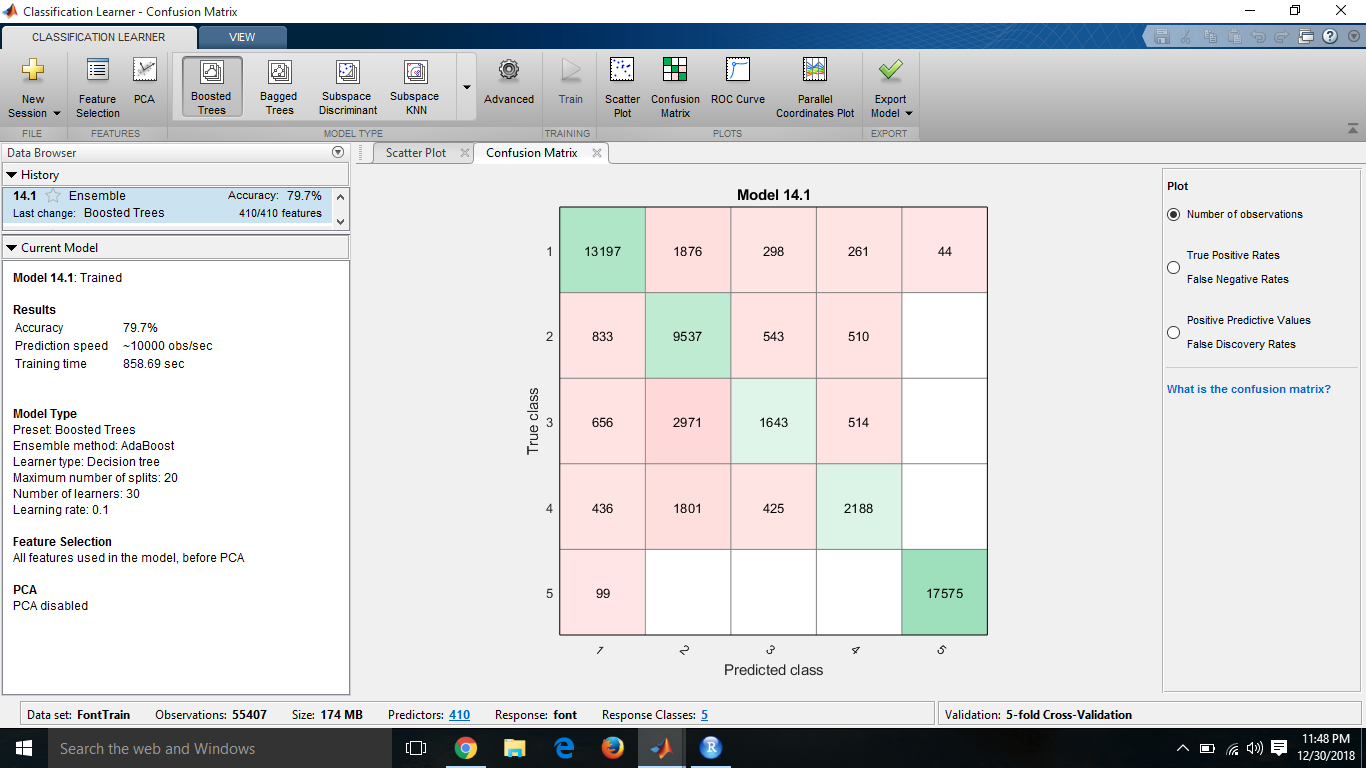 Classification Learner - Confusion Matrix
CLASSIFICATION LEARNER
VIEW
New Session
Feature Selection
PCA
Boosted Trees
Bagged Trees
Subspace Discriminant
Subspace KNN
Advanced
Train
Scatter Plot
Confusion Matrix
ROC Curve
Parallel Coordinates Plot
Export Model
FILE
FEATURES
MODEL TYPE
TRAINING
PLOTS
EXPORT
Data Browser
Scatter Plot
Confusion Matrix
History
14.1 Ensemble Accuracy: 79.7%
Last change: Boosted Trees 410/410 features
Current Model
Model 14.1: Trained
Results
Accuracy 79.7%
Prediction speed ~10000 obs/sec
Training time 858.69 sec
Model Type
Preset: Boosted Trees
Ensemble method: AdaBoost
Learner type: Decision tree
Maximum number of splits: 20
Number of learners: 30
Learning rate: 0.1
Feature Selection
All features used in the model, before PCA
PCA
PCA disabled
Model 14.1
1 13197 1876 298 261 44
2 833 9537 543 510
3 656 2971 1643 514
4 436 1801 425 2188
5 99 17575
1 2 3 4 5
True class
Predicted class
Plot
Number of observations
True Positive Rates
False Negative Rates
Positive Predictive Values
False Discovery Rates
What is the confusion matrix?
Data set: FontTrain Observations: 55407 Size: 174 MB Predictors: 410 Response: font Response Classes: 5
Validation: 5-fold Cross-Validation
Search the web and Windows
11:48 PM
12/30/2018